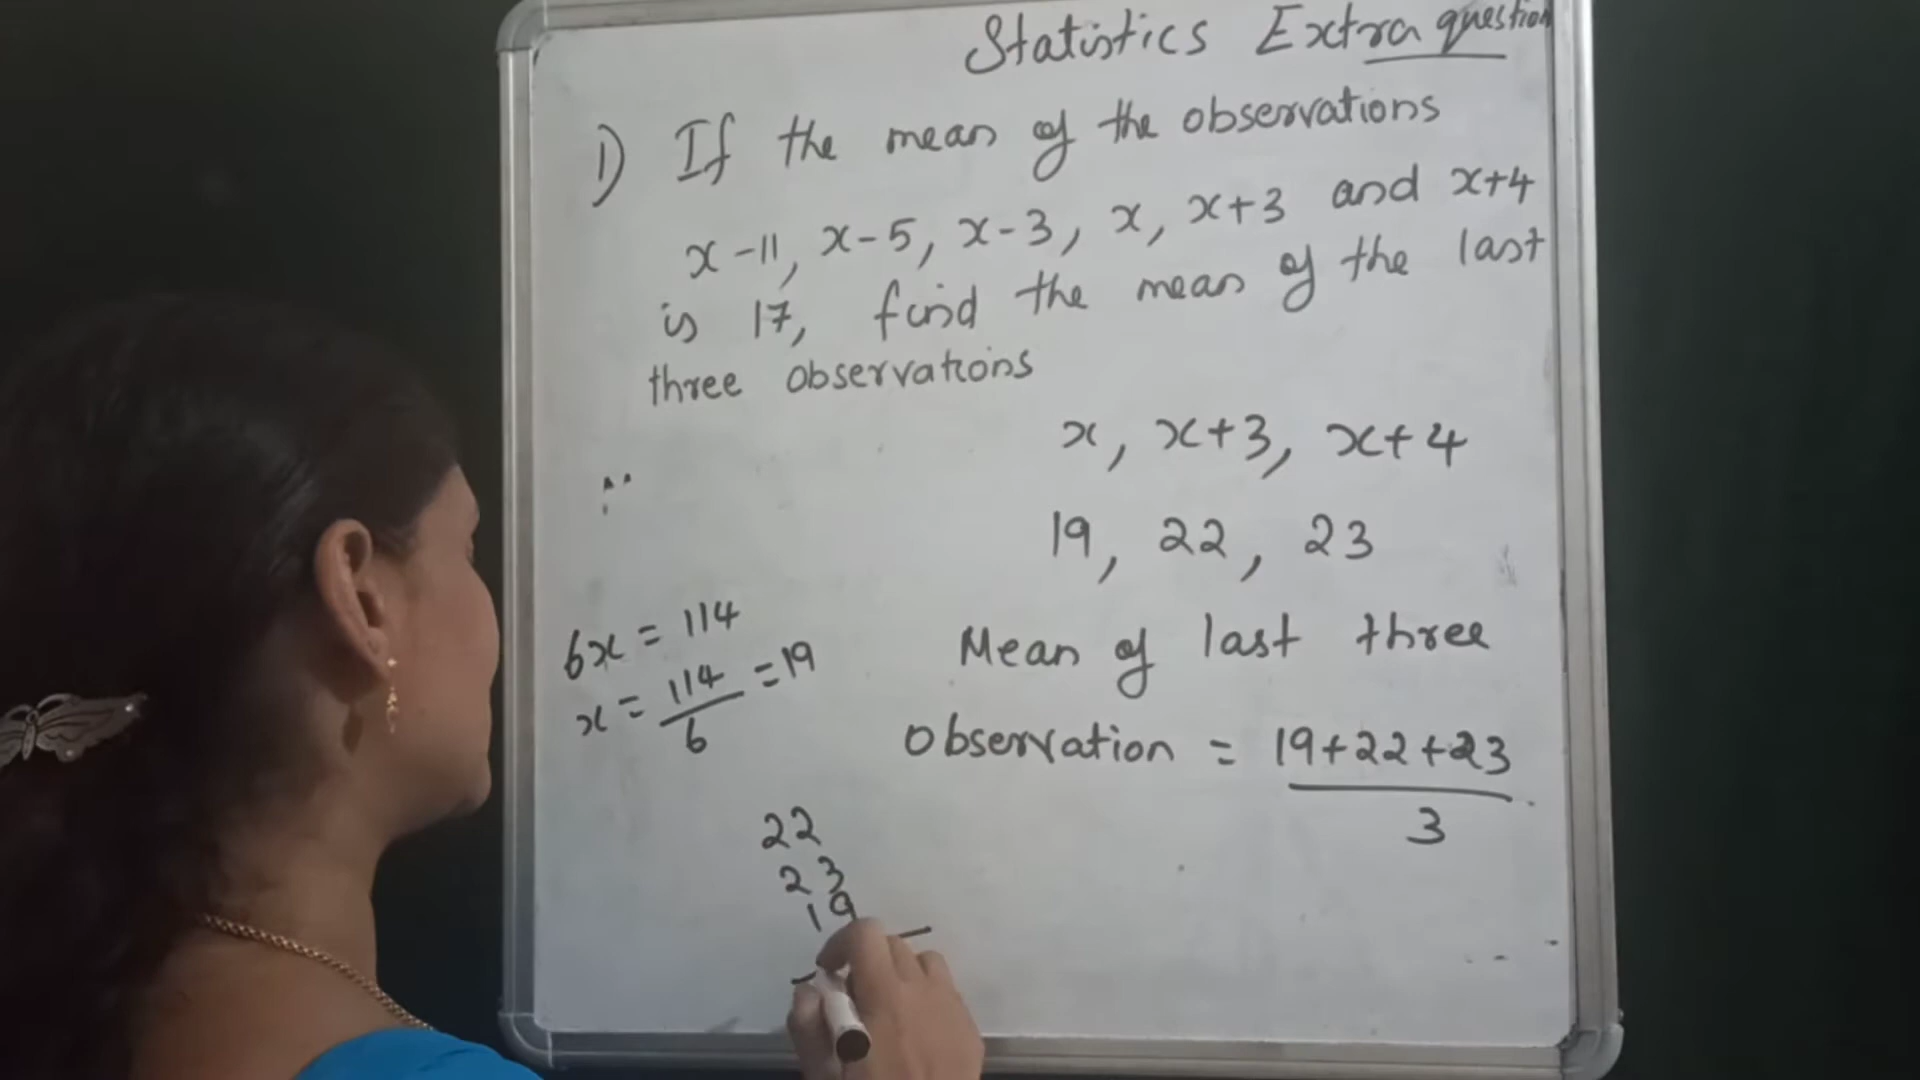 Statistics Extra question
1) If the mean of the observations
x-11, x-5, x-3, x, x+3 and x+4
is 17, find the mean of the last
three observations
x, x+3, x+4
19, 22, 23
6x = 114
x = 114/6 = 19
Mean of last three
observation = 19+22+23
3
22
23
19